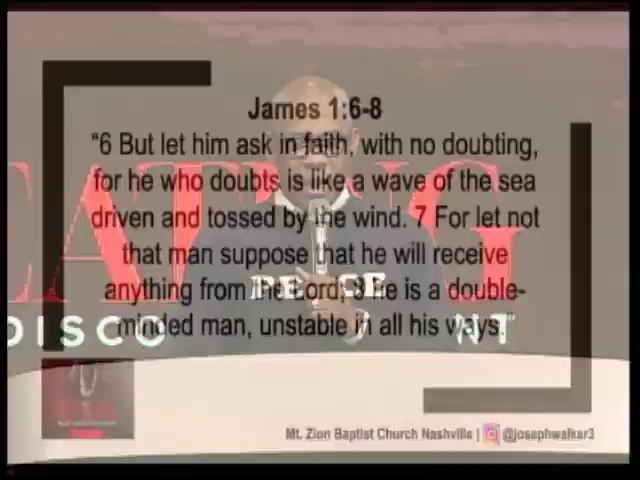 James 1:6-8
“6 But let him ask in faith, with no doubting,
for he who doubts is like a wave of the sea
driven and tossed by the wind. 7 For let not
that man suppose that he will receive
anything from the Lord; 8 he is a double-
minded man, unstable in all his ways.”
Mt. Zion Baptist Church Nashville | @josephwalker3